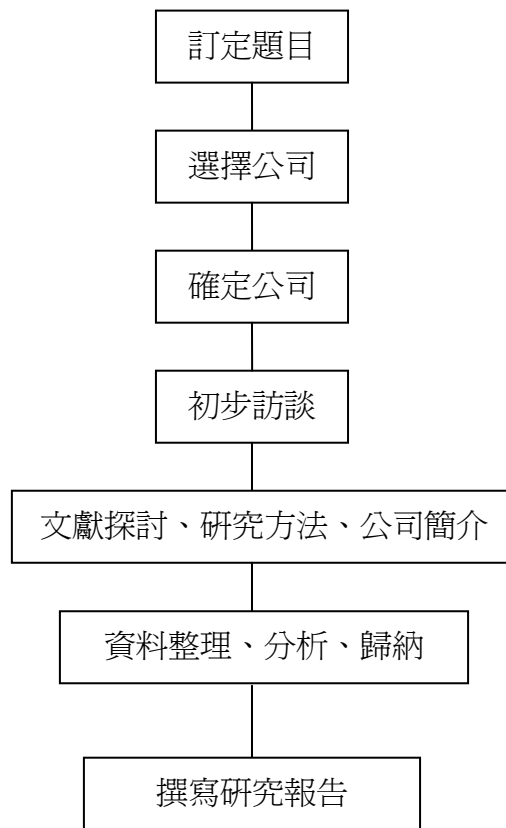 訂定題目
選擇公司
確定公司
初步訪談
文獻探討、研究方法、公司簡介
資料整理、分析、歸納
撰寫研究報告